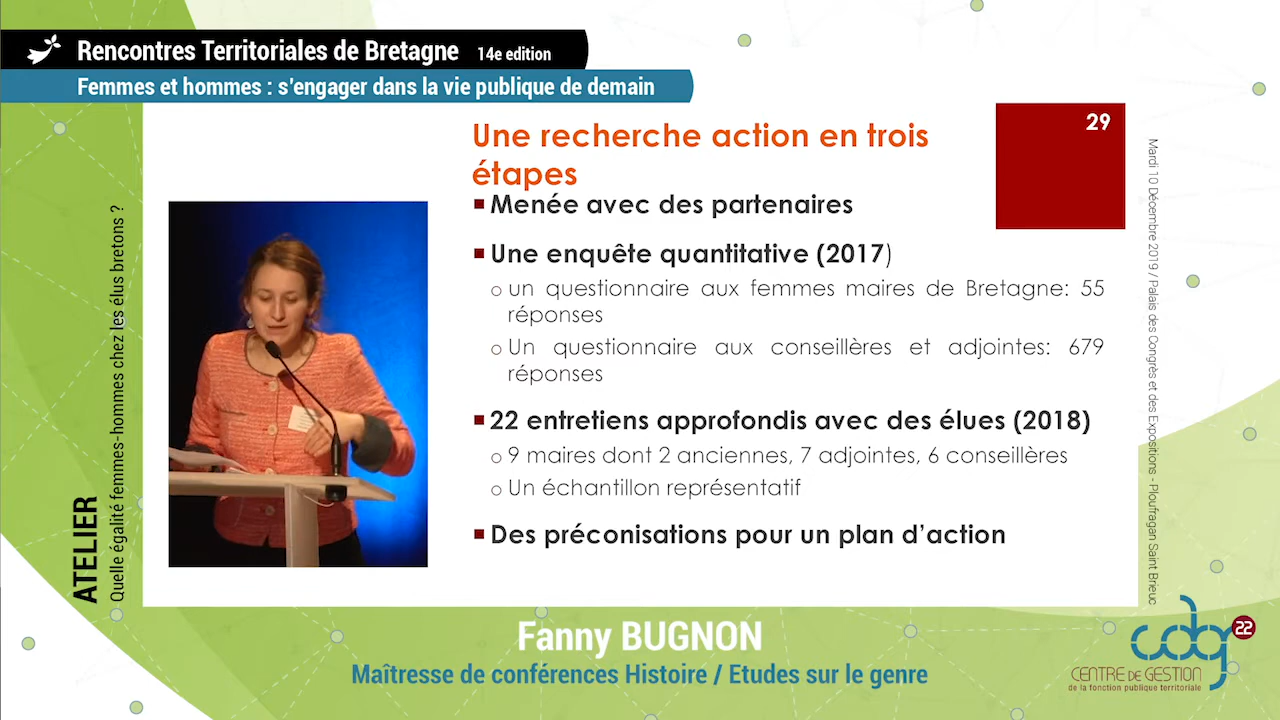 Rencontres Territoriales de Bretagne 14e edition
Femmes et hommes : s'engager dans la vie publique de demain
29
Une recherche action en trois
étapes
Menée avec des partenaires
Une enquête quantitative (2017)
un questionnaire aux femmes maires de Bretagne: 55
réponses
Un questionnaire aux conseillères et adjointes: 679
réponses
22 entretiens approfondis avec des élues (2018)
9 maires dont 2 anciennes, 7 adjointes, 6 conseillères
Un échantillon représentatif
Des préconisations pour un plan d'action
ATELIER
Quelle égalité femmes-hommes chez les élus bretons ?
Mardi 10 Décembre 2019 / Palais des Congrès et des Expositions - Ploufragan Saint Brieuc
Fanny BUGNON
Maîtresse de conférences Histoire / Etudes sur le genre
cdg 22
CENTRE DE GESTION
de la fonction publique territoriale